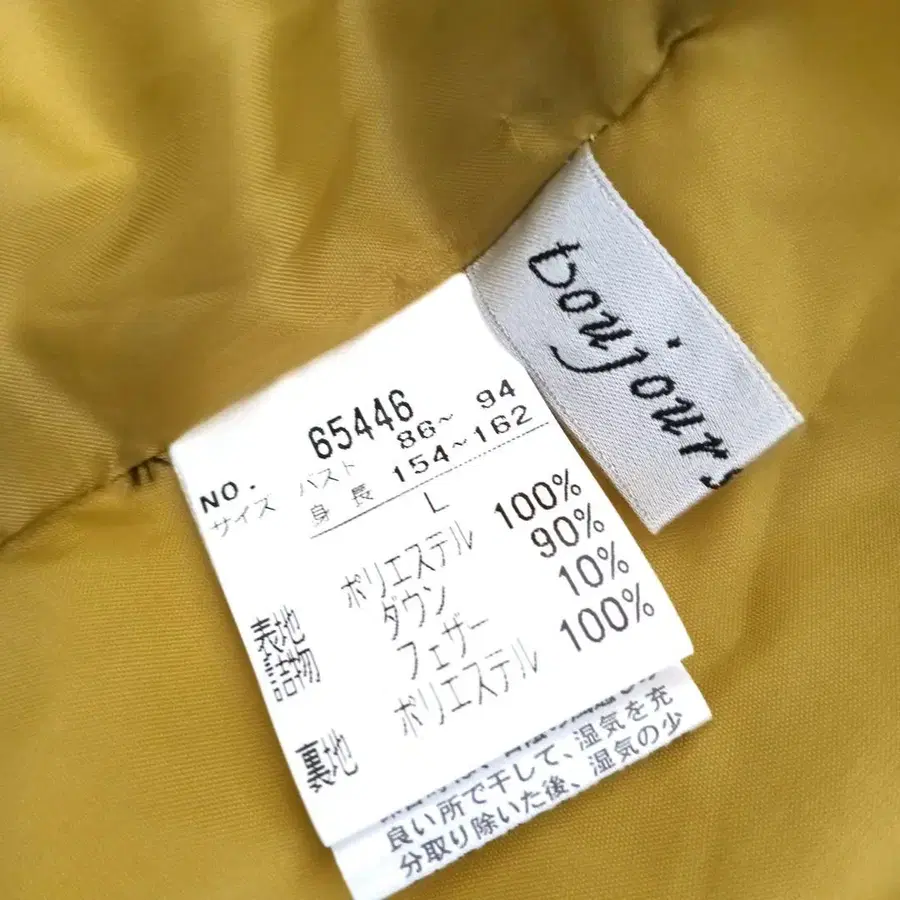 toujours
NO. 65446
サイズ バスト 86~ 94
身長 154~162
L
表地 ポリエステル 100%
詰物 ダウン 90%
フェザー 10%
裏地 ポリエステル 100%
良い所で干して、湿気を充
分取り除いた後、湿気の少